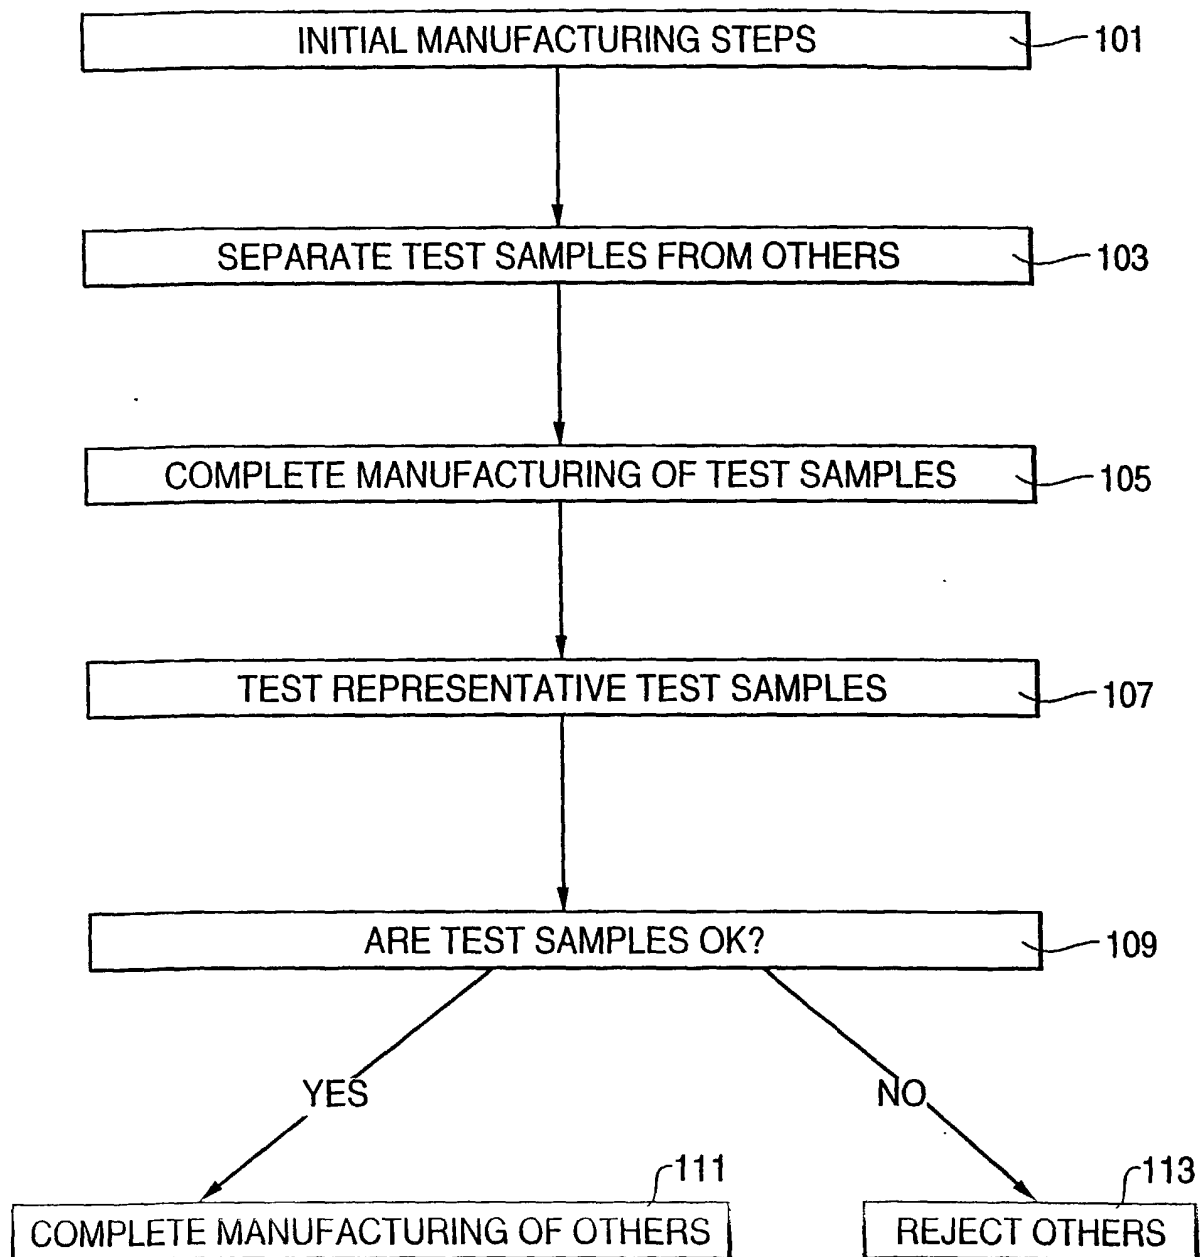 INITIAL MANUFACTURING STEPS
101
SEPARATE TEST SAMPLES FROM OTHERS
103
COMPLETE MANUFACTURING OF TEST SAMPLES
105
TEST REPRESENTATIVE TEST SAMPLES
107
ARE TEST SAMPLES OK?
109
YES
NO
111
113
COMPLETE MANUFACTURING OF OTHERS
REJECT OTHERS